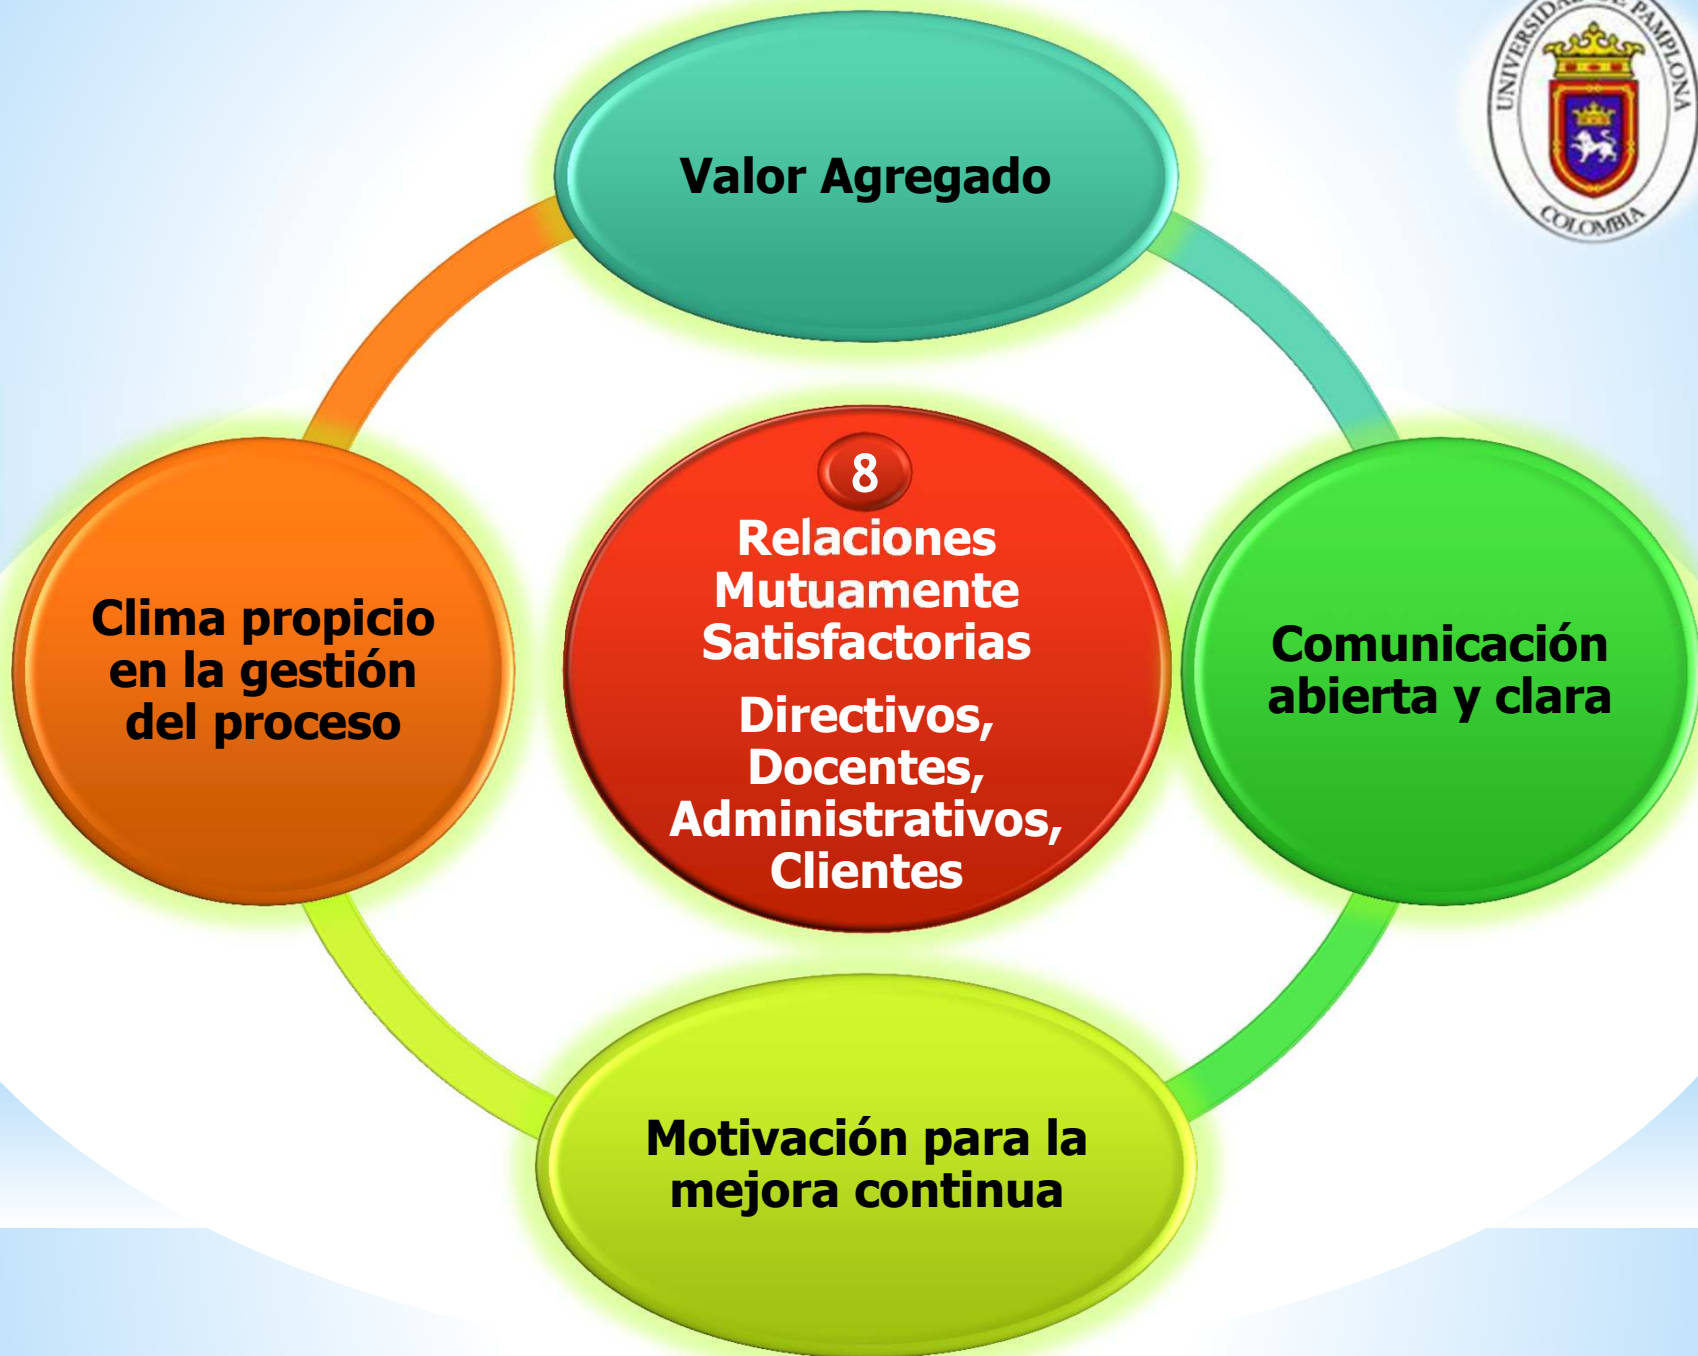 UNIVERSIDAD DE PAMPLONA
COLOMBIA
Valor Agregado
8
Relaciones
Mutuamente
Satisfactorias
Directivos,
Docentes,
Administrativos,
Clientes
Clima propicio
en la gestión
del proceso
Comunicación
abierta y clara
Motivación para la
mejora continua